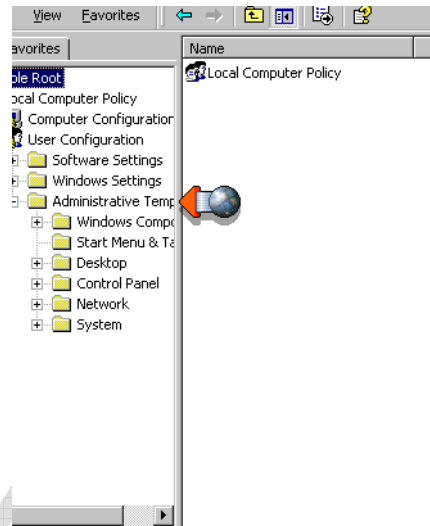 View Favorites
avorites
Name
ole Root
Local Computer Policy
ocal Computer Policy
Computer Configuration
User Configuration
Software Settings
Windows Settings
Administrative Temp
Windows Compo
Start Menu & Ta
Desktop
Control Panel
Network
System